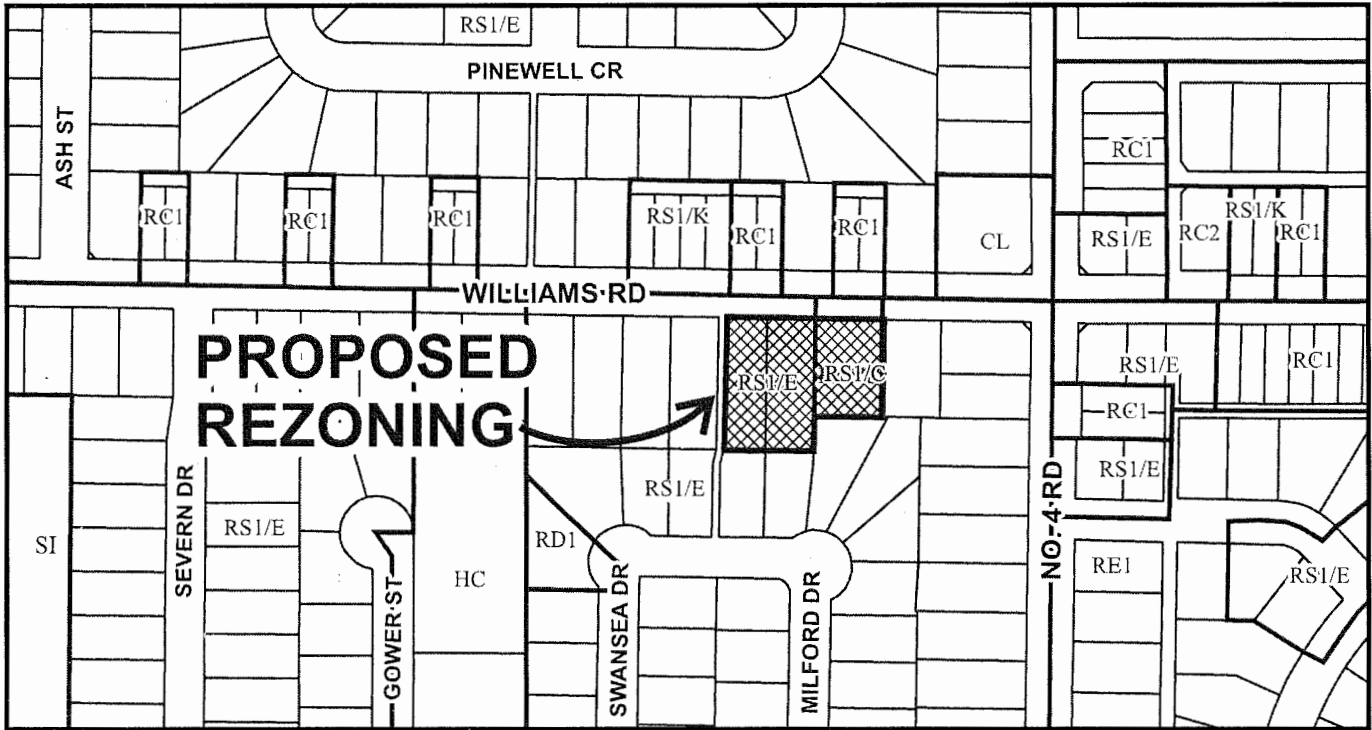 RS1/E
PINEWELL CR
ASH ST
RC1
RC1
RC1
RC1
RS1/K
RC1
RC1
CL
RS1/E
RC2
RS1/K
RC1
WILLIAMS RD
PROPOSED
REZONING
RS1/E
RS1/C
RS1/E
RC1
RC1
RS1/E
RS1/E
SEVERN DR
RS1/E
SI
GOWER ST
HC
RD1
SWANSEA DR
MILFORD DR
NO. 4 RD
RE1
RS1/E